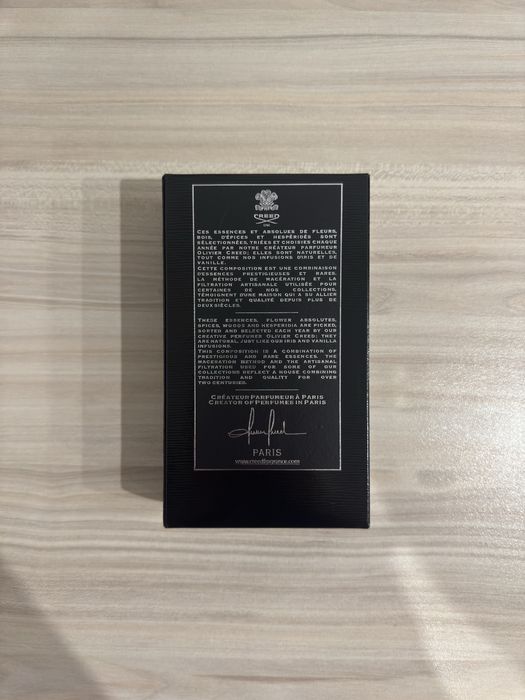 CREED
CES ESSENCES ET ABSOLUES DE FLEURS,
BOIS, D'ÉPICES ET HESPÉRIDÉS SONT
SÉLECTIONNÉES, TRIÉES ET CHOISIES CHAQUE
ANNÉE PAR NOTRE CRÉATEUR PARFUMEUR
OLIVIER CREED; ELLES SONT NATURELLES,
TOUT COMME NOS INFUSIONS D'IRIS ET DE
VANILLE.
CETTE COMPOSITION EST UNE COMBINAISON
D'ESSENCES PRESTIGIEUSES ET RARES,
LA MÉTHODE DE MACÉRATION ET LA
FILTRATION ARTISANALE UTILISÉE POUR
CERTAINES DE NOS COLLECTIONS,
TÉMOIGNENT D'UNE MAISON QUI A SU ALLIER
TRADITION ET QUALITÉ DEPUIS PLUS DE
DEUX SIÈCLES.
THESE ESSENCES, FLOWER ABSOLUTES,
SPICES, WOODS AND HESPERIDIA ARE PICKED,
SORTED AND SELECTED EACH YEAR BY OUR
CREATIVE PERFUMER OLIVIER CREED; THEY
ARE NATURAL, JUST LIKE OUR IRIS AND VANILLA
INFUSIONS.
THIS COMPOSITION IS A COMBINATION OF
PRESTIGIOUS AND RARE ESSENCES, THE
MACERATION METHOD AND THE ARTISANAL
FILTRATION USED FOR SOME OF OUR
COLLECTIONS REFLECT A HOUSE COMBINING
TRADITION AND QUALITY FOR OVER
TWO CENTURIES.
CRÉATEUR PARFUMEUR À PARIS
CREATOR OF PERFUMES IN PARIS
PARIS
www.creedfragrance.com